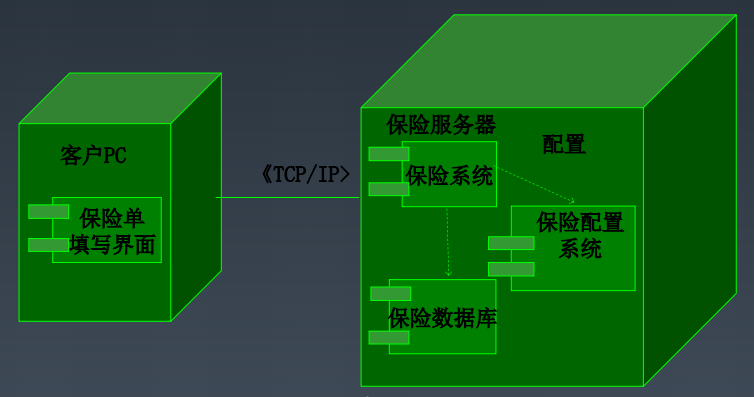 客户PC
保险单
填写界面
《TCP/IP>
保险服务器
配置
保险系统
保险配置
系统
保险数据库